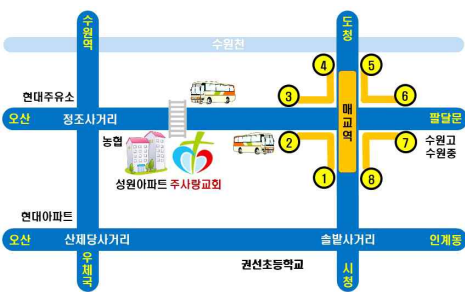 수원역
도청
수원천
4
5
3
6
현대주유소
매교역
오산
정조사거리
팔달문
농협
2
7
수원고
수원중
성원아파트
주사랑교회
1
8
현대아파트
오산
산제당사거리
솔밭사거리
인계동
우체국
권선초등학교
시청